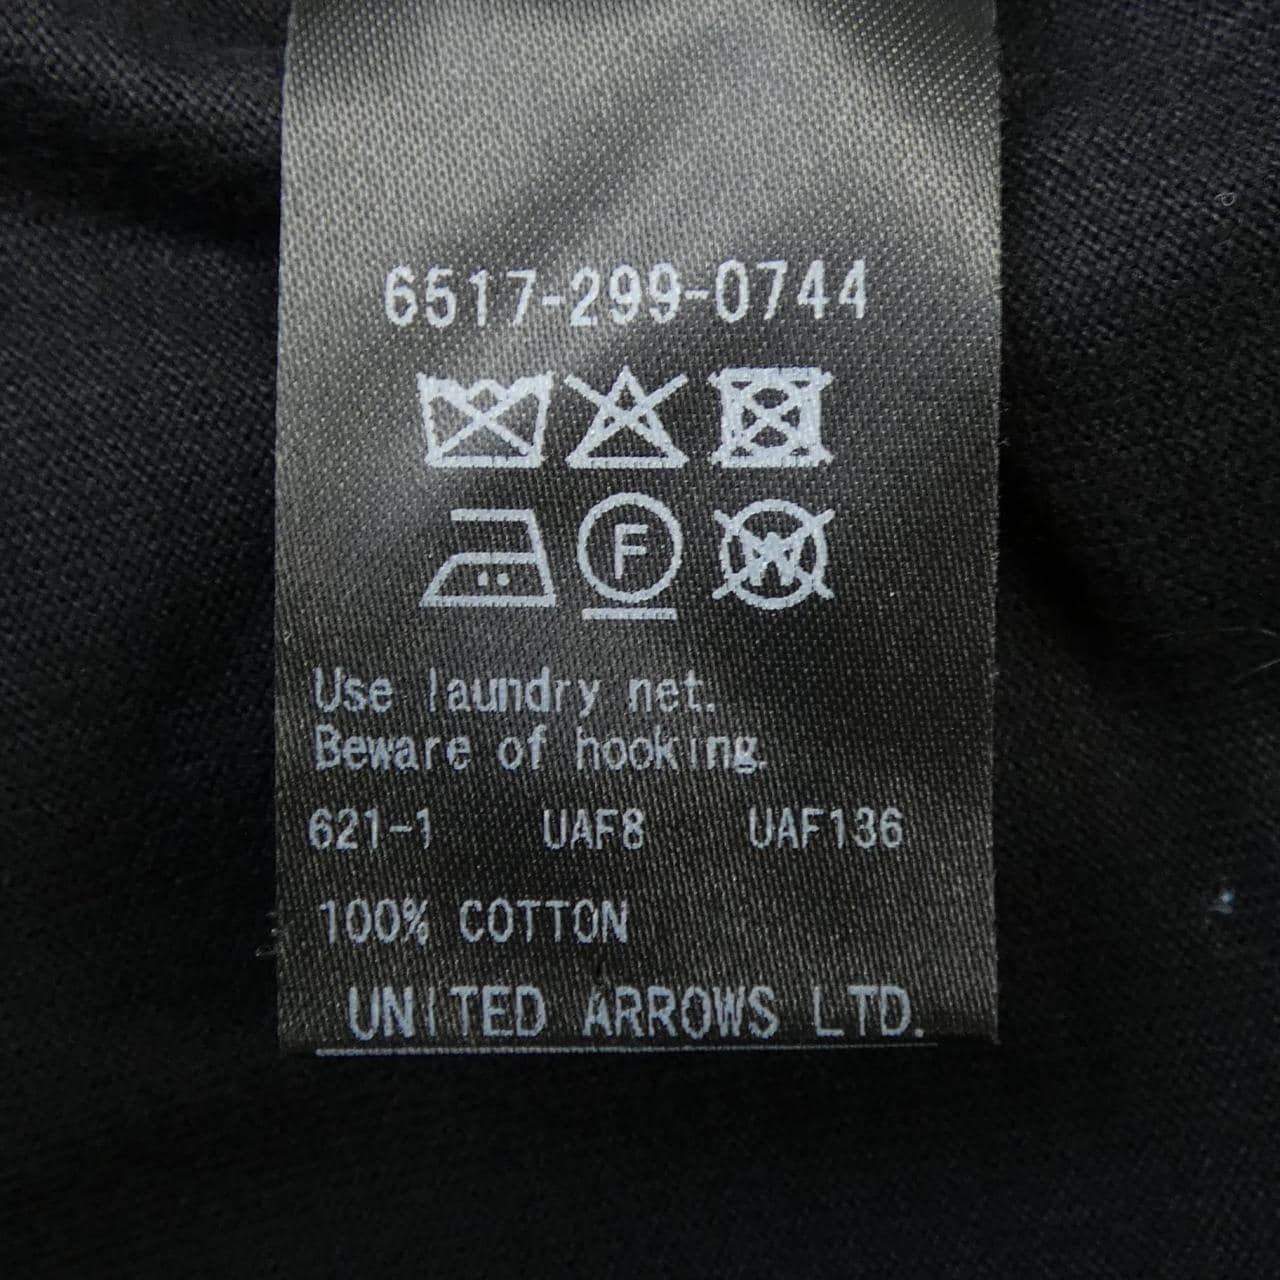 6517-299-0744
F W
Use laundry net.
Beware of hooking.
621-1 UAF8 UAF136
100% COTTON
UNITED ARROWS LTD.